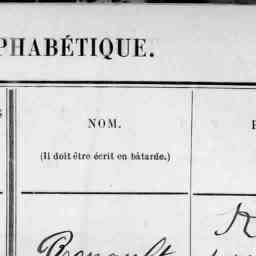 PHABÉTIQUE.
NOM.
(Il doit être écrit en bâtarde.)
Renault